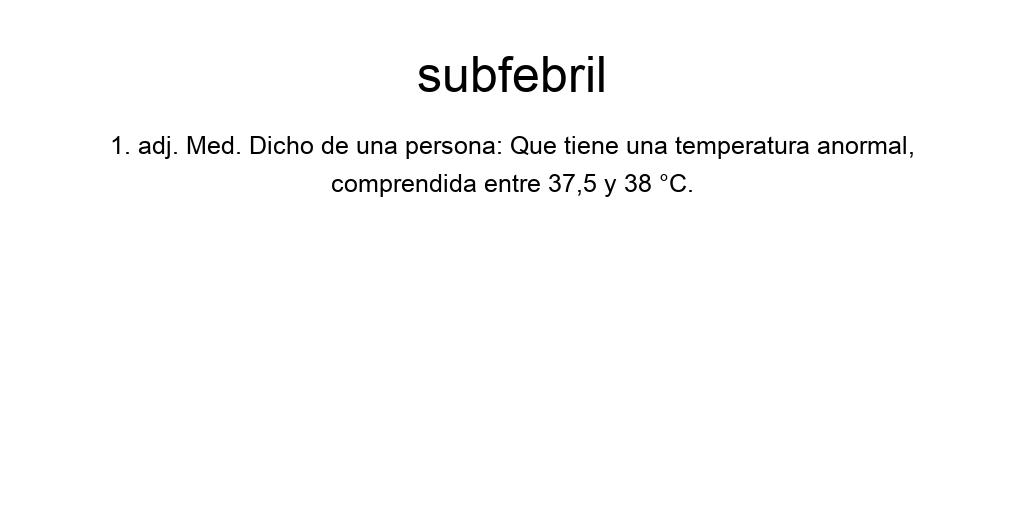 subfebril
1. adj. Med. Dicho de una persona: Que tiene una temperatura anormal,
comprendida entre 37,5 y 38 °C.